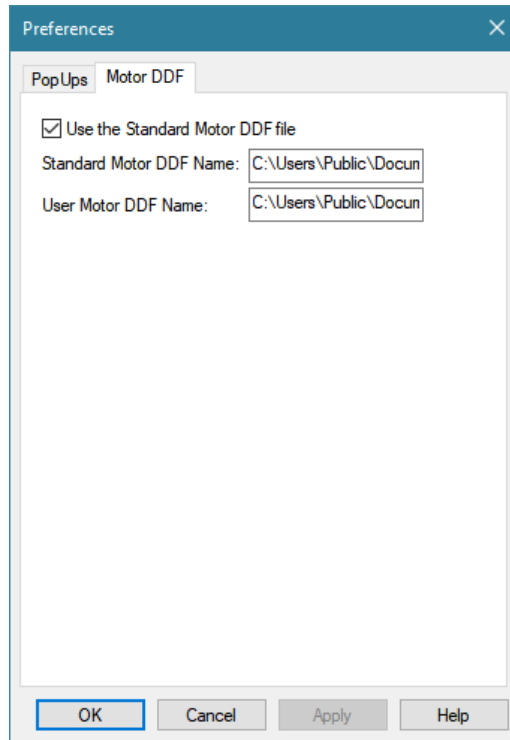 Preferences
PopUps Motor DDF
Use the Standard Motor DDF file
Standard Motor DDF Name: C:\Users\Public\Docun
User Motor DDF Name: C:\Users\Public\Docun
OK Cancel Apply Help